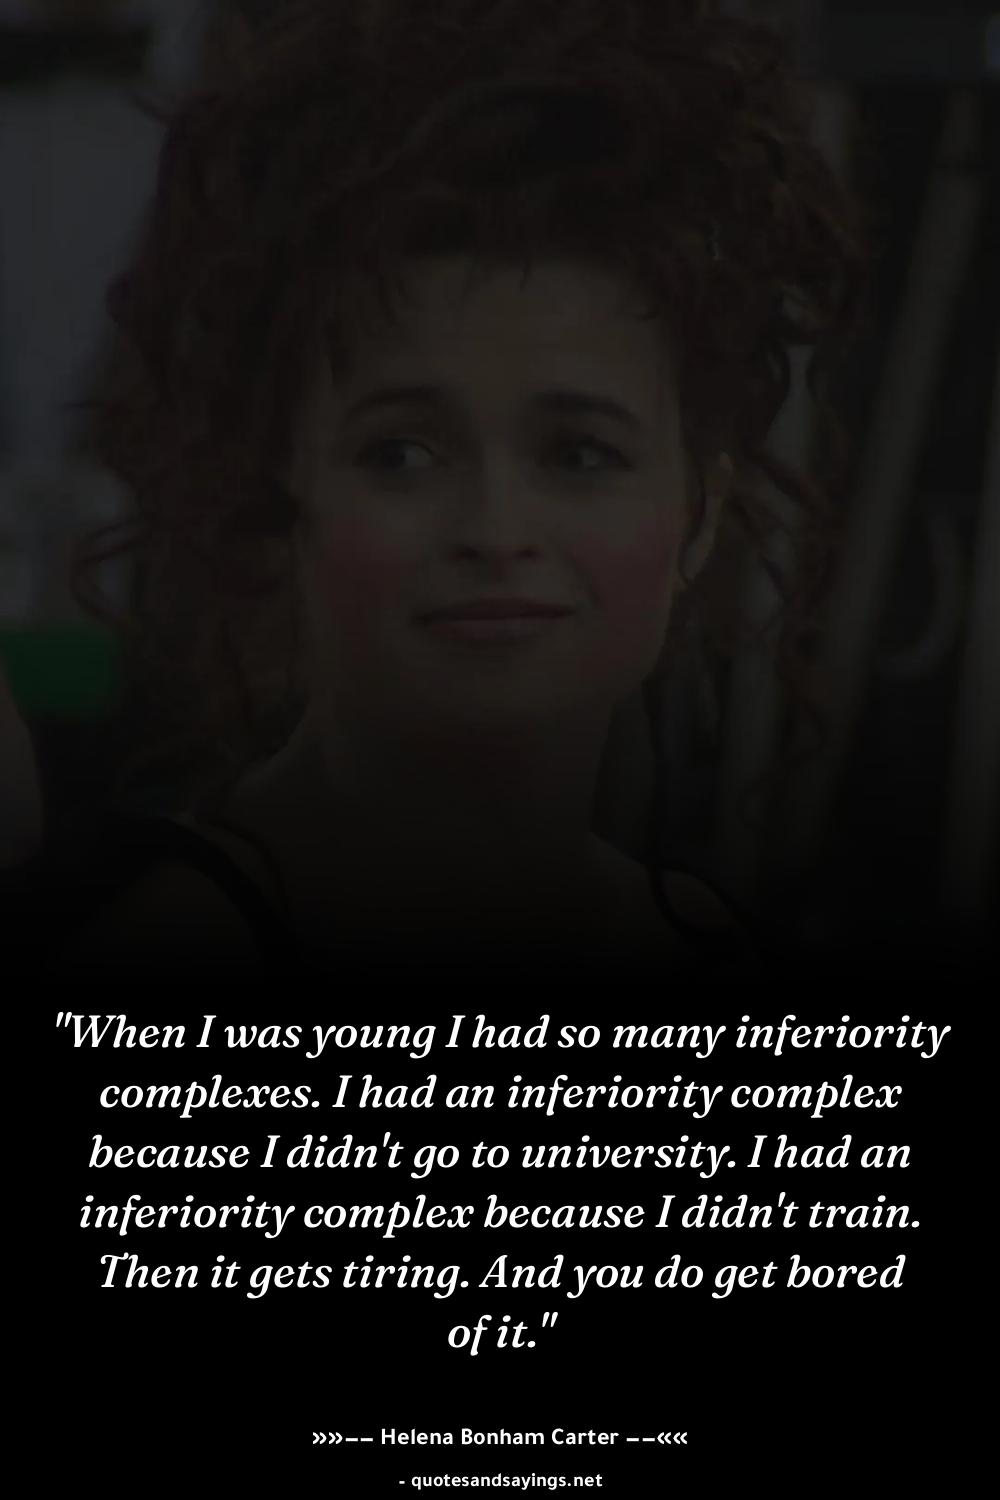 "When I was young I had so many inferiority
complexes. I had an inferiority complex
because I didn't go to university. I had an
inferiority complex because I didn't train.
Then it gets tiring. And you do get bored
of it."
»»−− Helena Bonham Carter −−««
- quotesandsayings.net